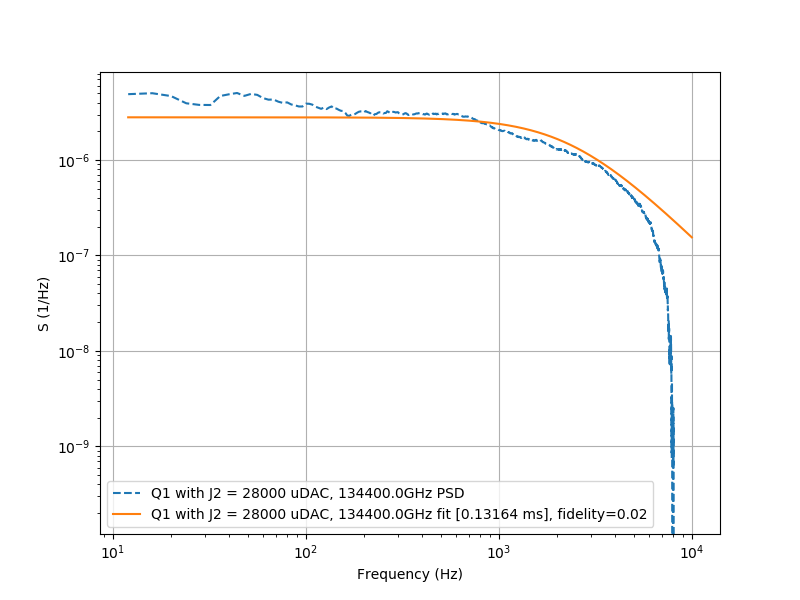 S (1/Hz)
10⁻⁶
10⁻⁷
10⁻⁸
10⁻⁹
Q1 with J2 = 28000 uDAC, 134400.0GHz PSD
Q1 with J2 = 28000 uDAC, 134400.0GHz fit [0.13164 ms], fidelity=0.02
10¹ 10² 10³ 10⁴
Frequency (Hz)